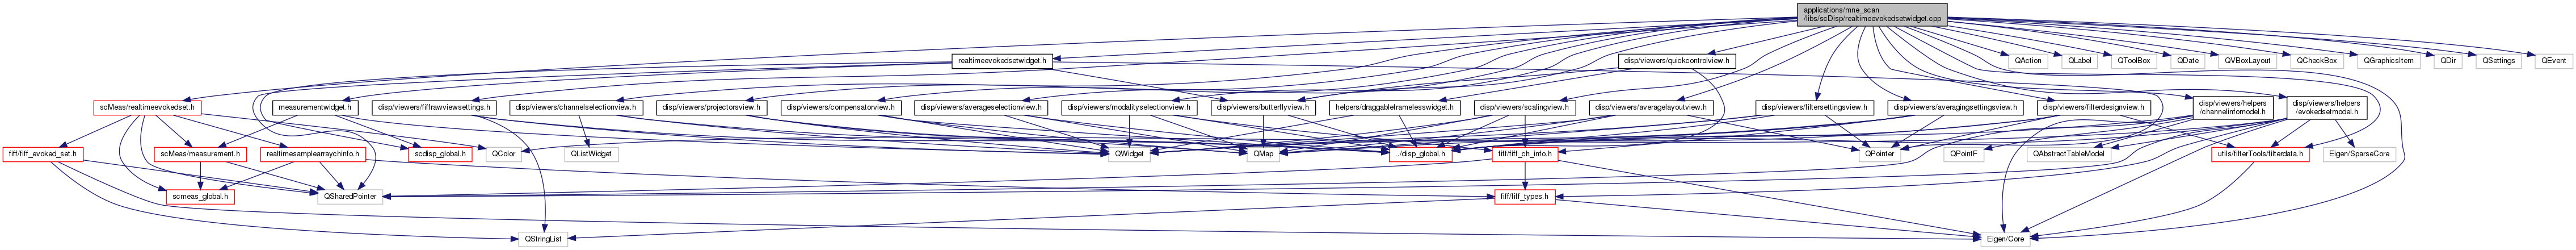 applications/mne_scan
/libs/scDisp/realtimeevokedsetwidget.cpp
realtimeevokedsetwidget.h
disp/viewers/quickcontrolview.h
QAction
QLabel
QToolBox
QDate
QVBoxLayout
QCheckBox
QGraphicsItem
QDir
QSettings
QEvent
scMeas/realtimeevokedset.h
measurementwidget.h
disp/viewers/fiffrawviewsettings.h
disp/viewers/channelselectionview.h
disp/viewers/projectorsview.h
disp/viewers/compensatorview.h
disp/viewers/averageselectionview.h
disp/viewers/modalityselectionview.h
disp/viewers/butterflyview.h
helpers/draggableframelesswidget.h
disp/viewers/scalingview.h
disp/viewers/averagelayoutview.h
disp/viewers/filtersettingsview.h
disp/viewers/averagingsettingsview.h
disp/viewers/filterdesignview.h
disp/viewers/helpers
/channelinfomodel.h
disp/viewers/helpers
/evokedsetmodel.h
fiff/fiff_evoked_set.h
scMeas/measurement.h
realtimesamplearraychinfo.h
scdisp_global.h
QColor
QListWidget
QWidget
QMap
../disp_global.h
fiff/fiff_ch_info.h
QPointer
QPointF
QAbstractTableModel
utils/filterTools/filterdata.h
Eigen/SparseCore
scmeas_global.h
QSharedPointer
fiff/fiff_types.h
QStringList
Eigen/Core